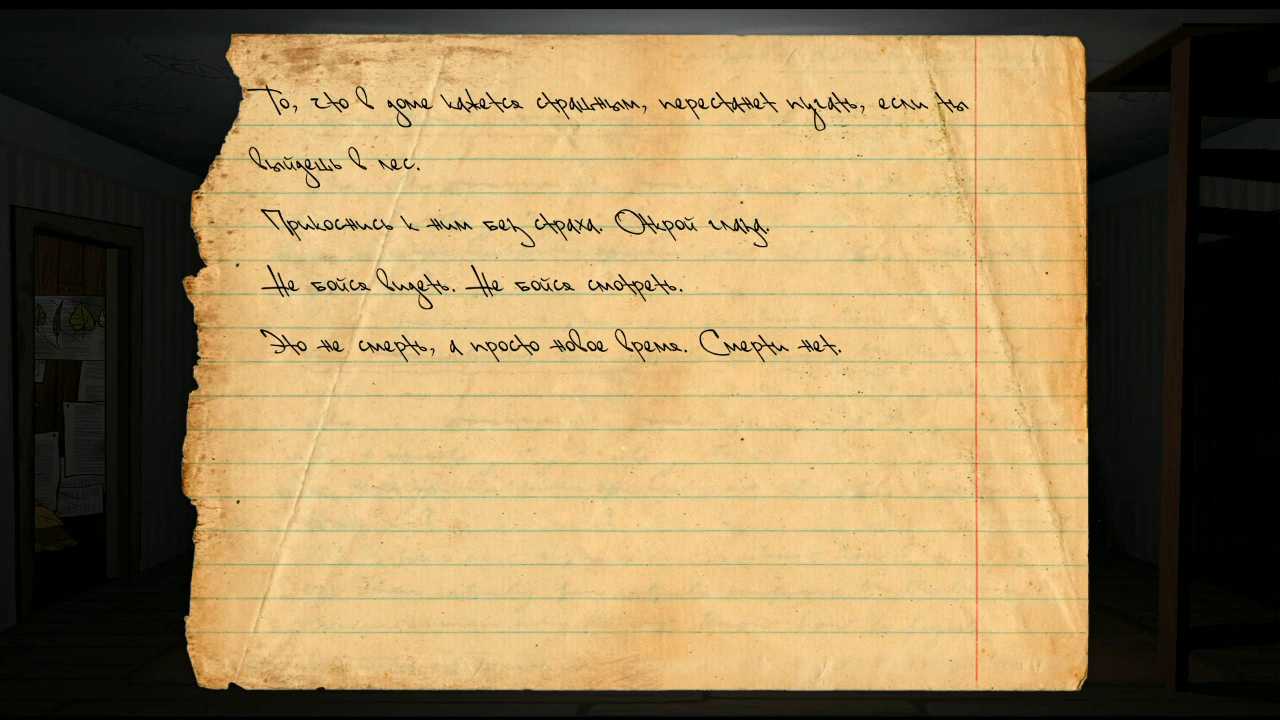 То, что в доме кажется страшным, перестанет пугать, если ты
выйдешь в лес.
Прикоснись к ним без страха. Открой глаза.
Не бойся видеть. Не бойся смотреть.
Это не смерть, а просто новое время. Смерти нет.